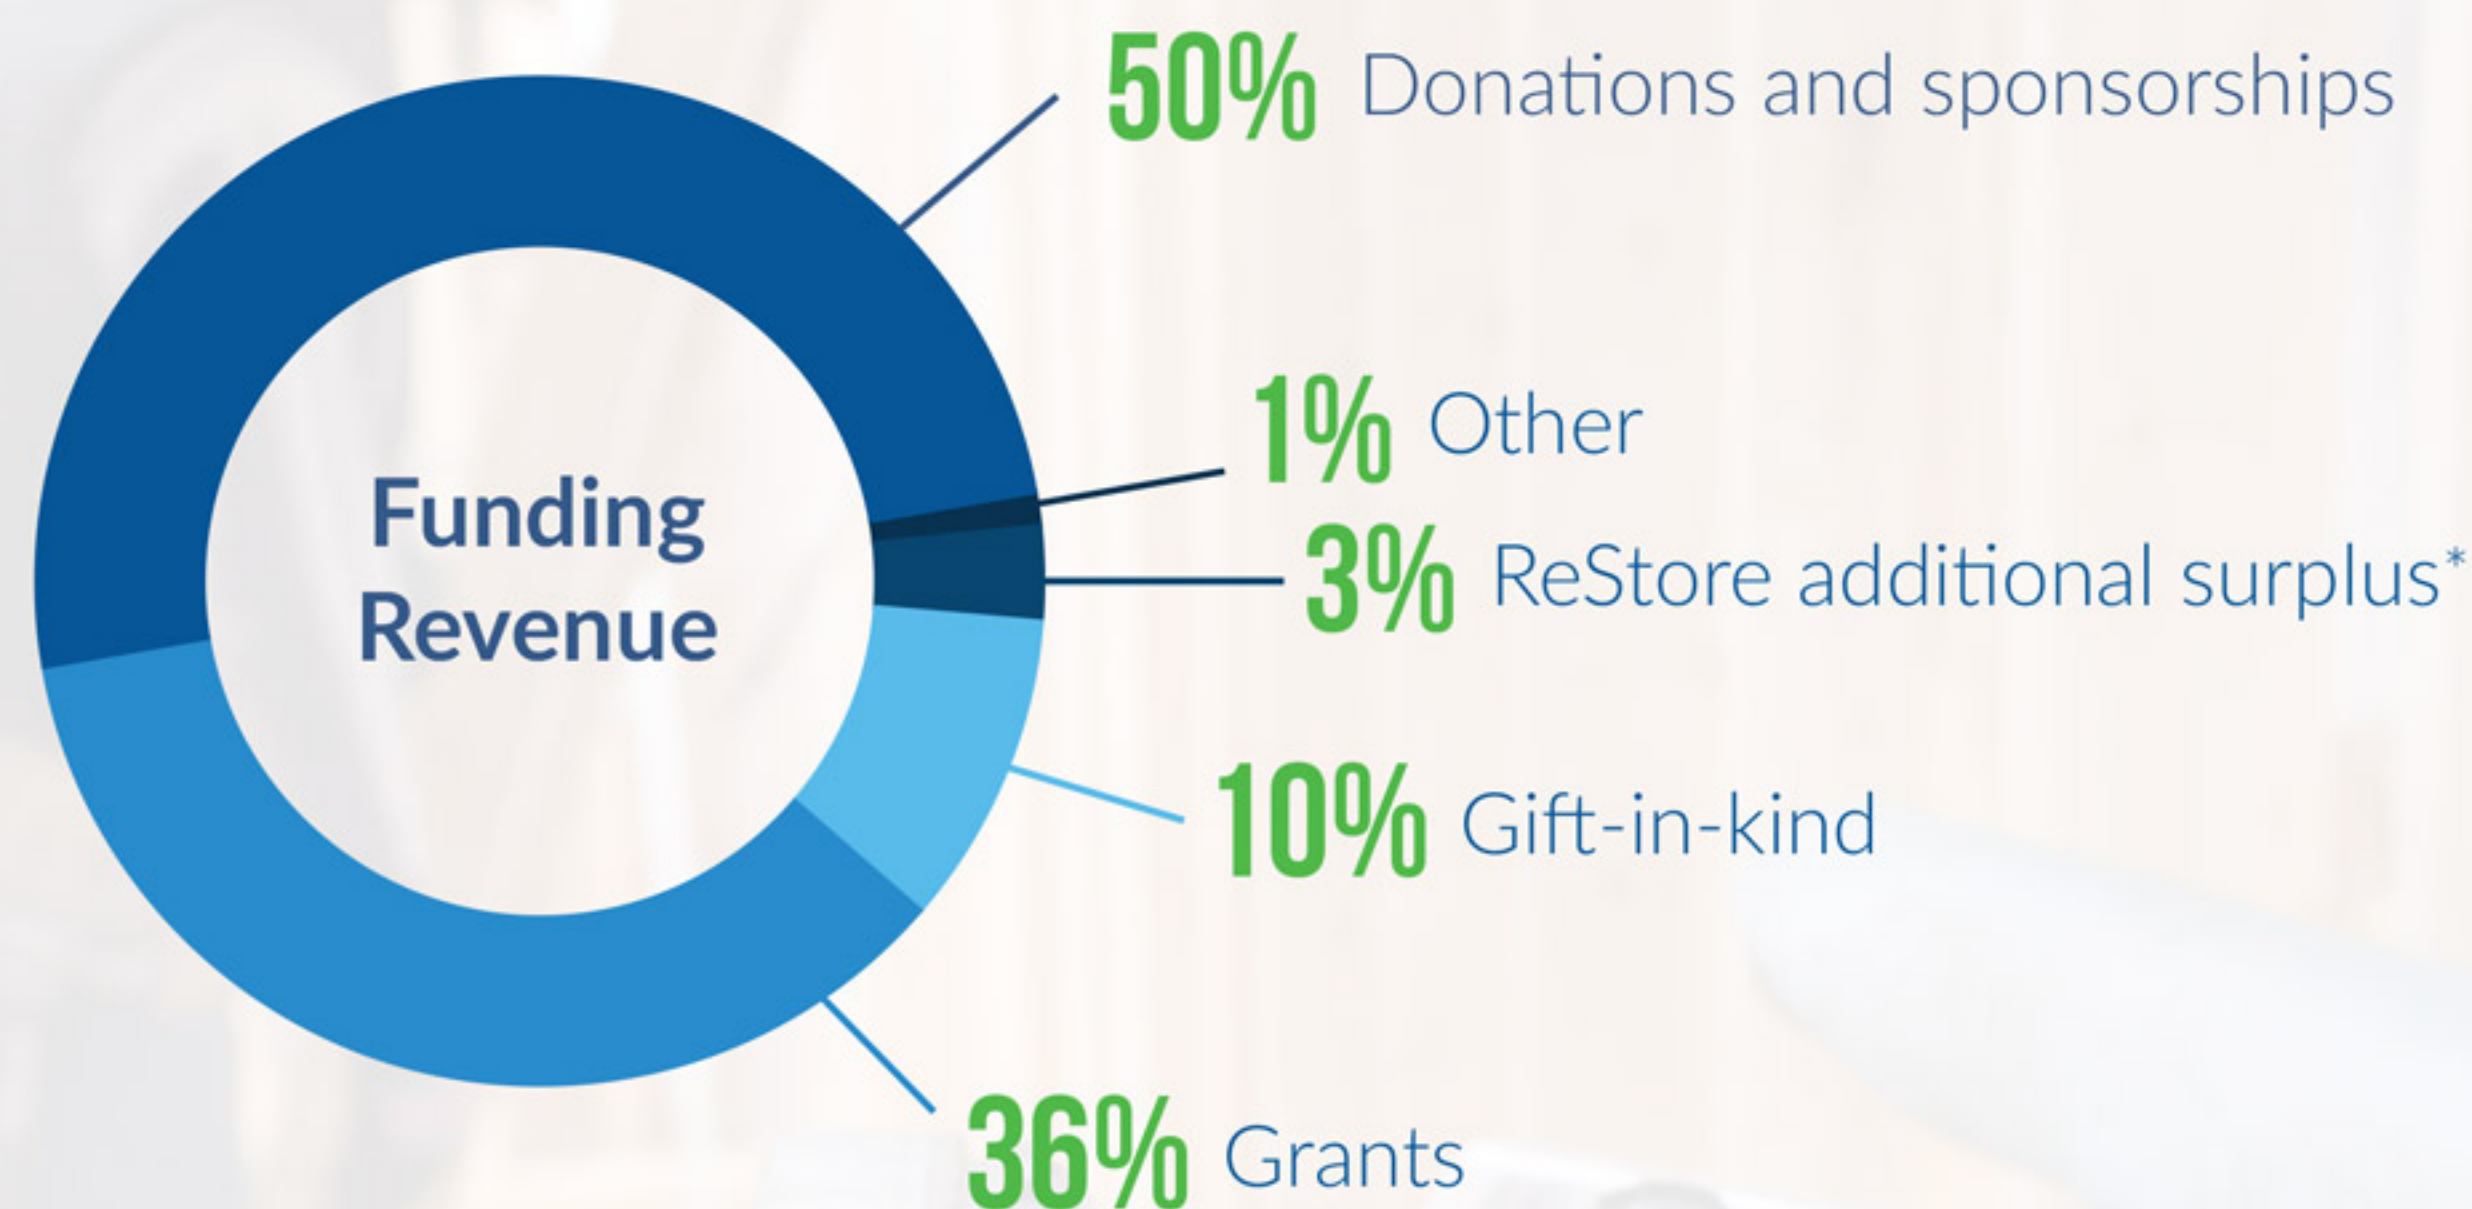 50% Donations and sponsorships
1% Other
Funding
Revenue
3% ReStore additional surplus*
10% Gift-in-kind
36% Grants